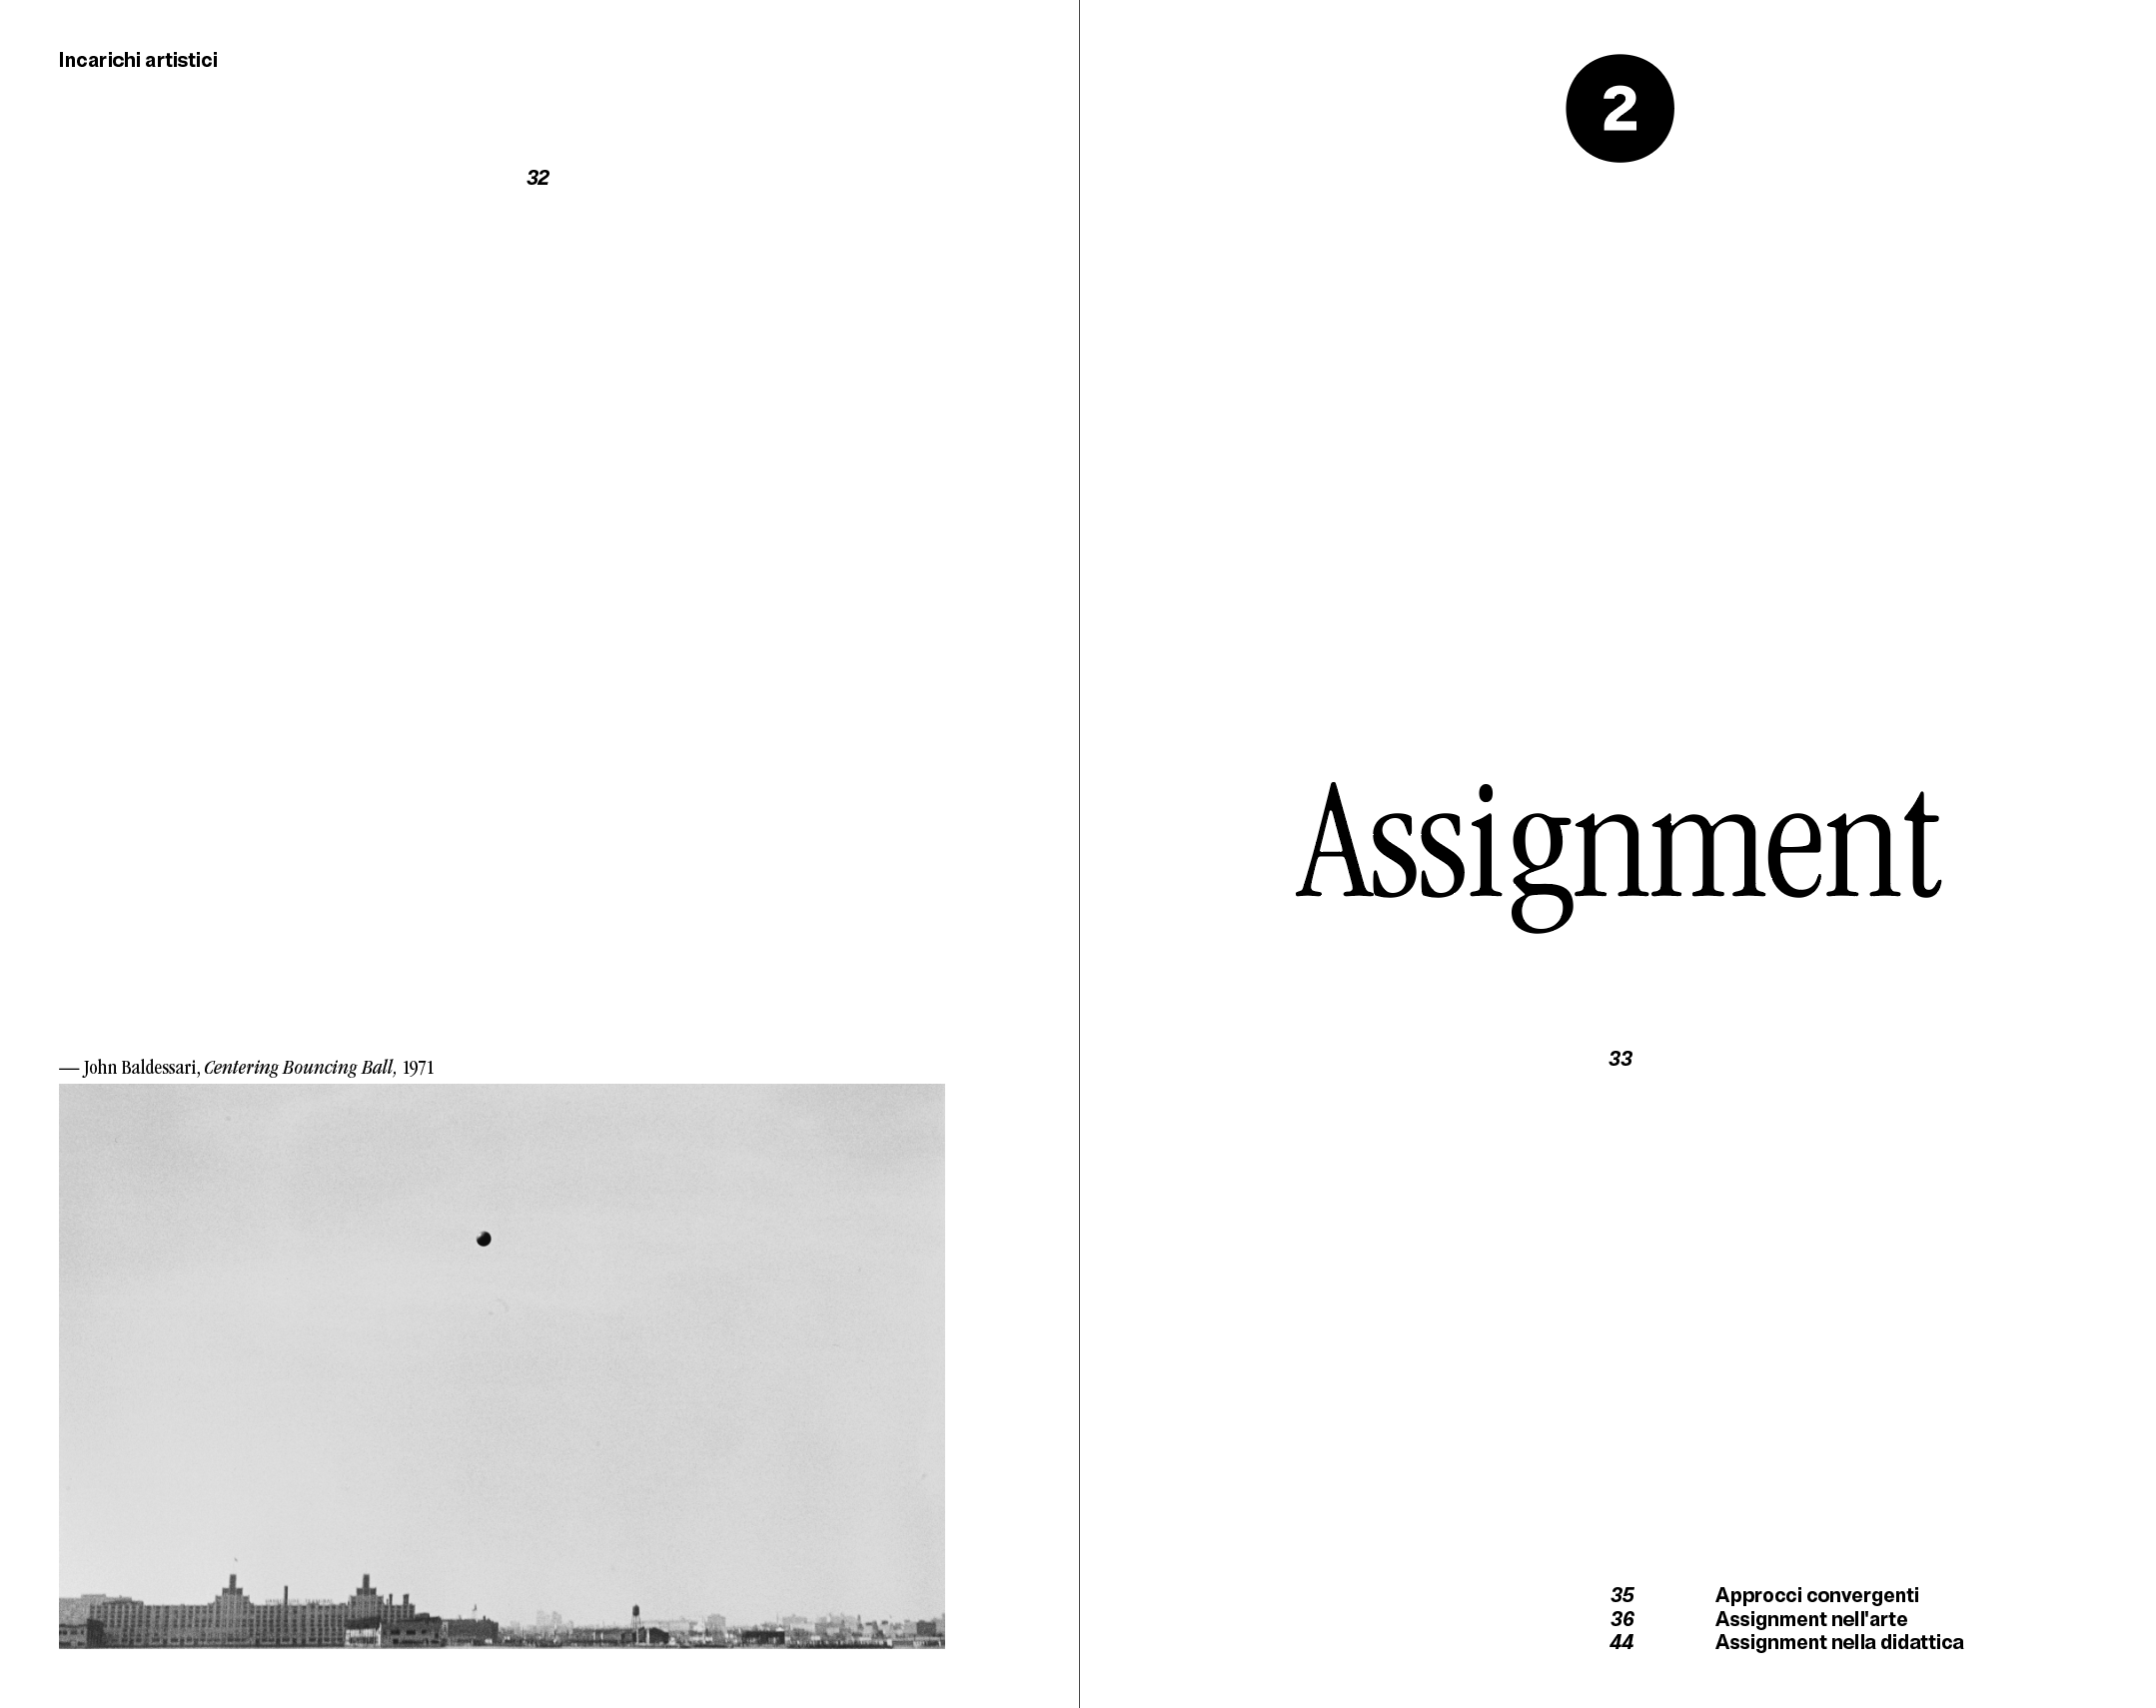 Incarichi artistici
32
— John Baldessari, Centering Bouncing Ball, 1971
2
Assignment
33
35 Approcci convergenti
36 Assignment nell'arte
44 Assignment nella didattica